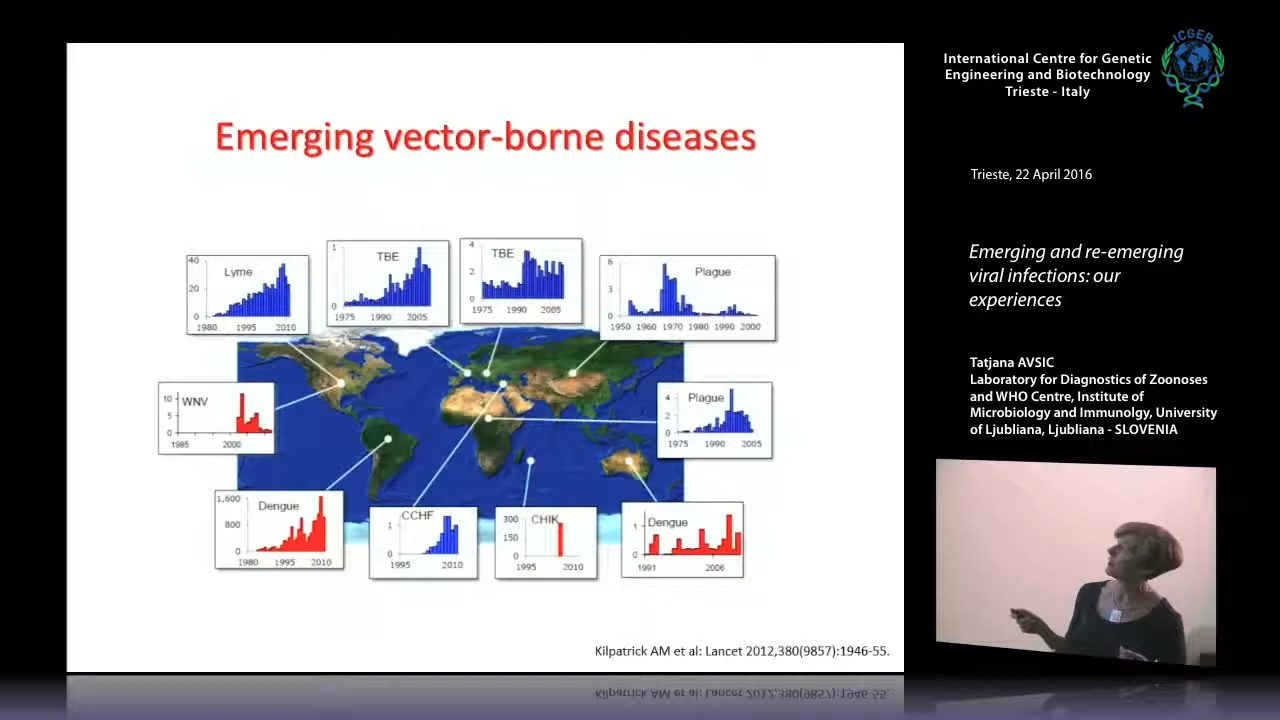 Emerging vector-borne diseases
Lyme
40
20
0
1980 1995 2010
TBE
1
0
1975 1990 2005
TBE
4
2
0
1975 1990 2005
Plague
6
3
0
1950 1960 1970 1980 1990 2000
WNV
10
5
0
1985 2000
Plague
4
2
0
1975 1990 2005
Dengue
1,600
800
0
1980 1995 2010
CCHF
1
0
1995 2010
CHIK
300
150
0
1995 2010
Dengue
1
0
1991 2006
Kilpatrick AM et al: Lancet 2012,380(9857):1946-55.
ICGEB
International Centre for Genetic
Engineering and Biotechnology
Trieste - Italy
Trieste, 22 April 2016
Emerging and re-emerging
viral infections: our
experiences
Tatjana AVSIC
Laboratory for Diagnostics of Zoonoses
and WHO Centre, Institute of
Microbiology and Immunolgy, University
of Ljubliana, Ljubliana - SLOVENIA